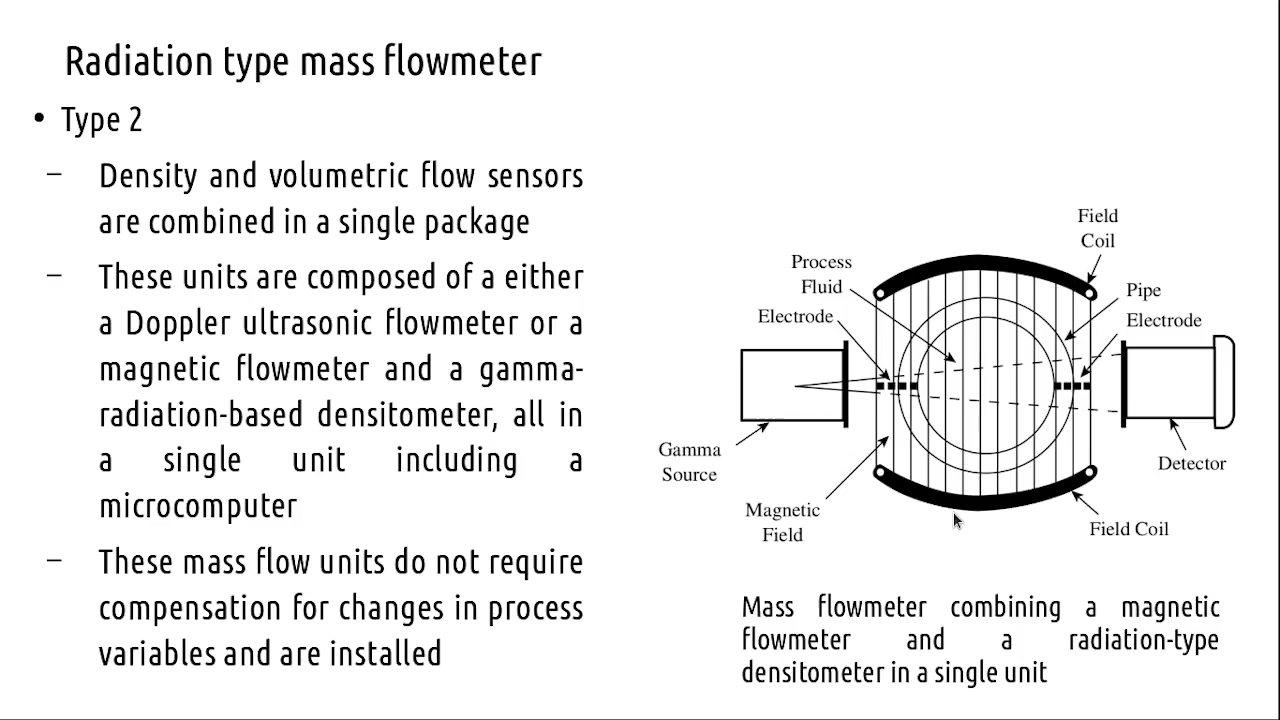 Radiation type mass flowmeter
• Type 2
– Density and volumetric flow sensors
are combined in a single package
– These units are composed of a either
a Doppler ultrasonic flowmeter or a
magnetic flowmeter and a gamma-
radiation-based densitometer, all in
a single unit including a
microcomputer
– These mass flow units do not require
compensation for changes in process
variables and are installed
Field
Coil
Process
Fluid
Pipe
Electrode
Electrode
Gamma
Source
Detector
Magnetic
Field
Field Coil
Mass flowmeter combining a magnetic
flowmeter and a radiation-type
densitometer in a single unit